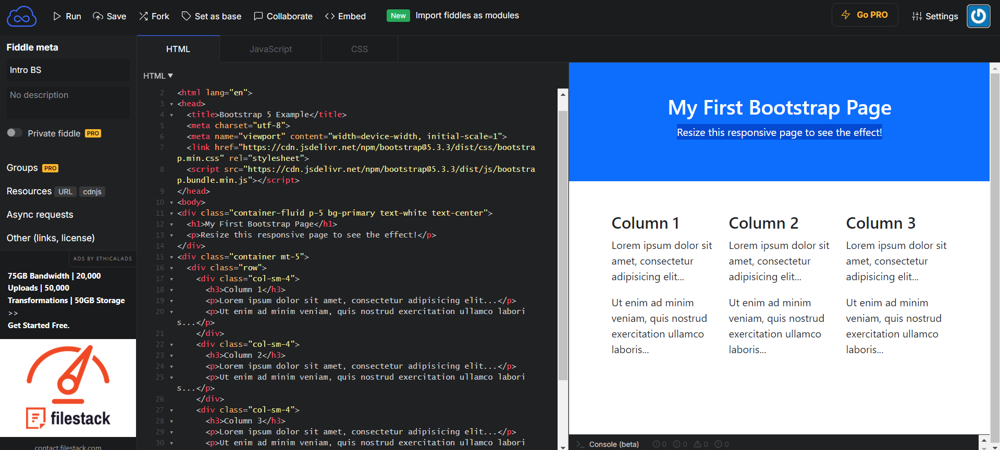 Run Save Fork Set as base Collaborate Embed New Import fiddles as modules Go PRO Settings
Fiddle meta
Intro BS
No description
Private fiddle PRO
Groups PRO
Resources URL cdnjs
Async requests
Other (links, license)
ADS BY ETHICALADS
75GB Bandwidth | 20,000
Uploads | 50,000
Transformations | 50GB Storage
>>
Get Started Free.
filestack
contact.filestack.com
HTML JavaScript CSS
HTML ▼
2 <html lang="en">
3 <head>
4 <title>Bootstrap 5 Example</title>
5 <meta charset="utf-8">
6 <meta name="viewport" content="width=device-width, initial-scale=1">
7 <link href="https://cdn.jsdelivr.net/npm/bootstrap@5.3.3/dist/css/bootstra
p.min.css" rel="stylesheet">
8 <script src="https://cdn.jsdelivr.net/npm/bootstrap@5.3.3/dist/js/bootstra
p.bundle.min.js"></script>
9 </head>
10 <body>
11 <div class="container-fluid p-5 bg-primary text-white text-center">
12 <h1>My First Bootstrap Page</h1>
13 <p>Resize this responsive page to see the effect!</p>
14 </div>
15 <div class="container mt-5">
16 <div class="row">
17 <div class="col-sm-4">
18 <h3>Column 1</h3>
19 <p>Lorem ipsum dolor sit amet, consectetur adipisicing elit...</p>
20 <p>Ut enim ad minim veniam, quis nostrud exercitation ullamco labori
s...</p>
21 </div>
22 <div class="col-sm-4">
23 <h3>Column 2</h3>
24 <p>Lorem ipsum dolor sit amet, consectetur adipisicing elit...</p>
25 <p>Ut enim ad minim veniam, quis nostrud exercitation ullamco labori
s...</p>
26 </div>
27 <div class="col-sm-4">
28 <h3>Column 3</h3>
29 <p>Lorem ipsum dolor sit amet, consectetur adipisicing elit...</p>
30 <p>Ut enim ad minim veniam, quis nostrud exercitation ullamco labori
My First Bootstrap Page
Resize this responsive page to see the effect!
Column 1
Lorem ipsum dolor sit
amet, consectetur
adipisicing elit...
Ut enim ad minim
veniam, quis nostrud
exercitation ullamco
laboris...
Column 2
Lorem ipsum dolor sit
amet, consectetur
adipisicing elit...
Ut enim ad minim
veniam, quis nostrud
exercitation ullamco
laboris...
Column 3
Lorem ipsum dolor sit
amet, consectetur
adipisicing elit...
Ut enim ad minim
veniam, quis nostrud
exercitation ullamco
laboris...
>_ Console (beta) 0 0 0 0